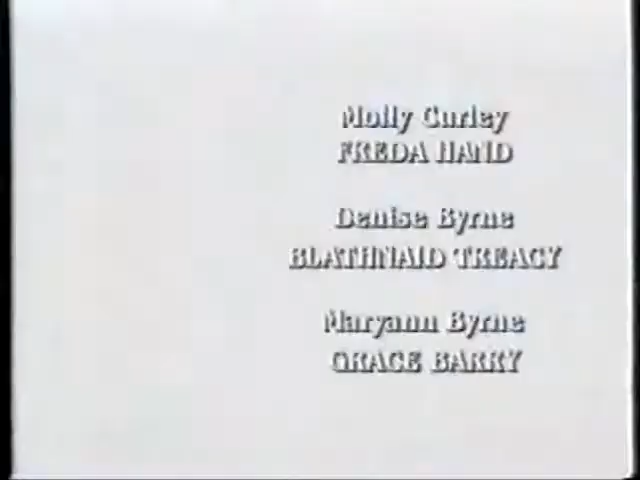 Molly Curley
FREDA HAND
Denise Byrne
BLATHNAID TREACY
Maryann Byrne
GRACE BARRY